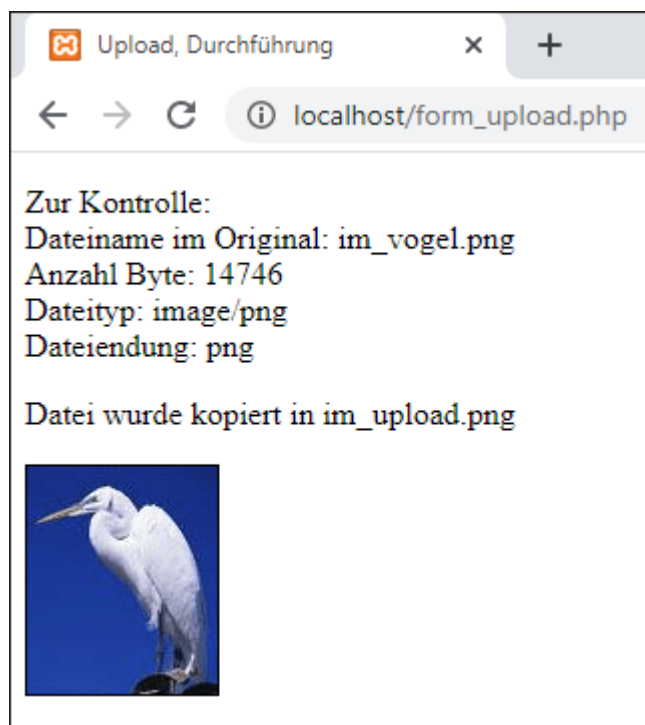 Upload, Durchführung
localhost/form_upload.php
Zur Kontrolle:
Dateiname im Original: im_vogel.png
Anzahl Byte: 14746
Dateityp: image/png
Dateiendung: png
Datei wurde kopiert in im_upload.png